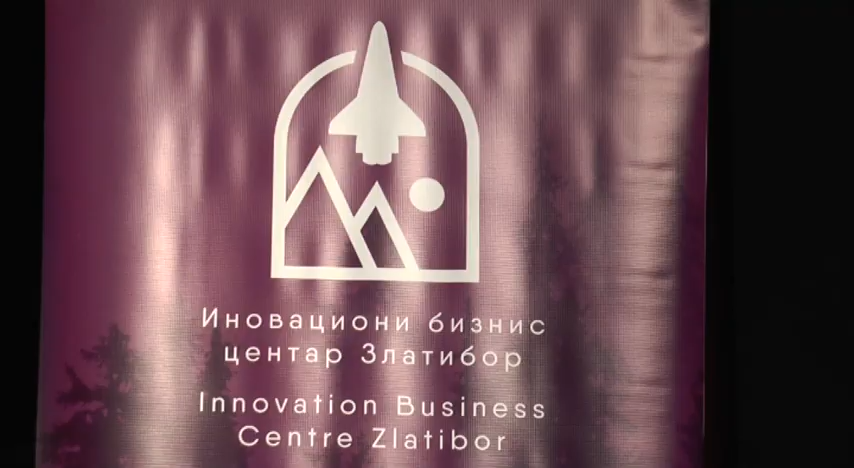 Иновациони бизнис
центар Златибор
Innovation Business
Centre Zlatibor